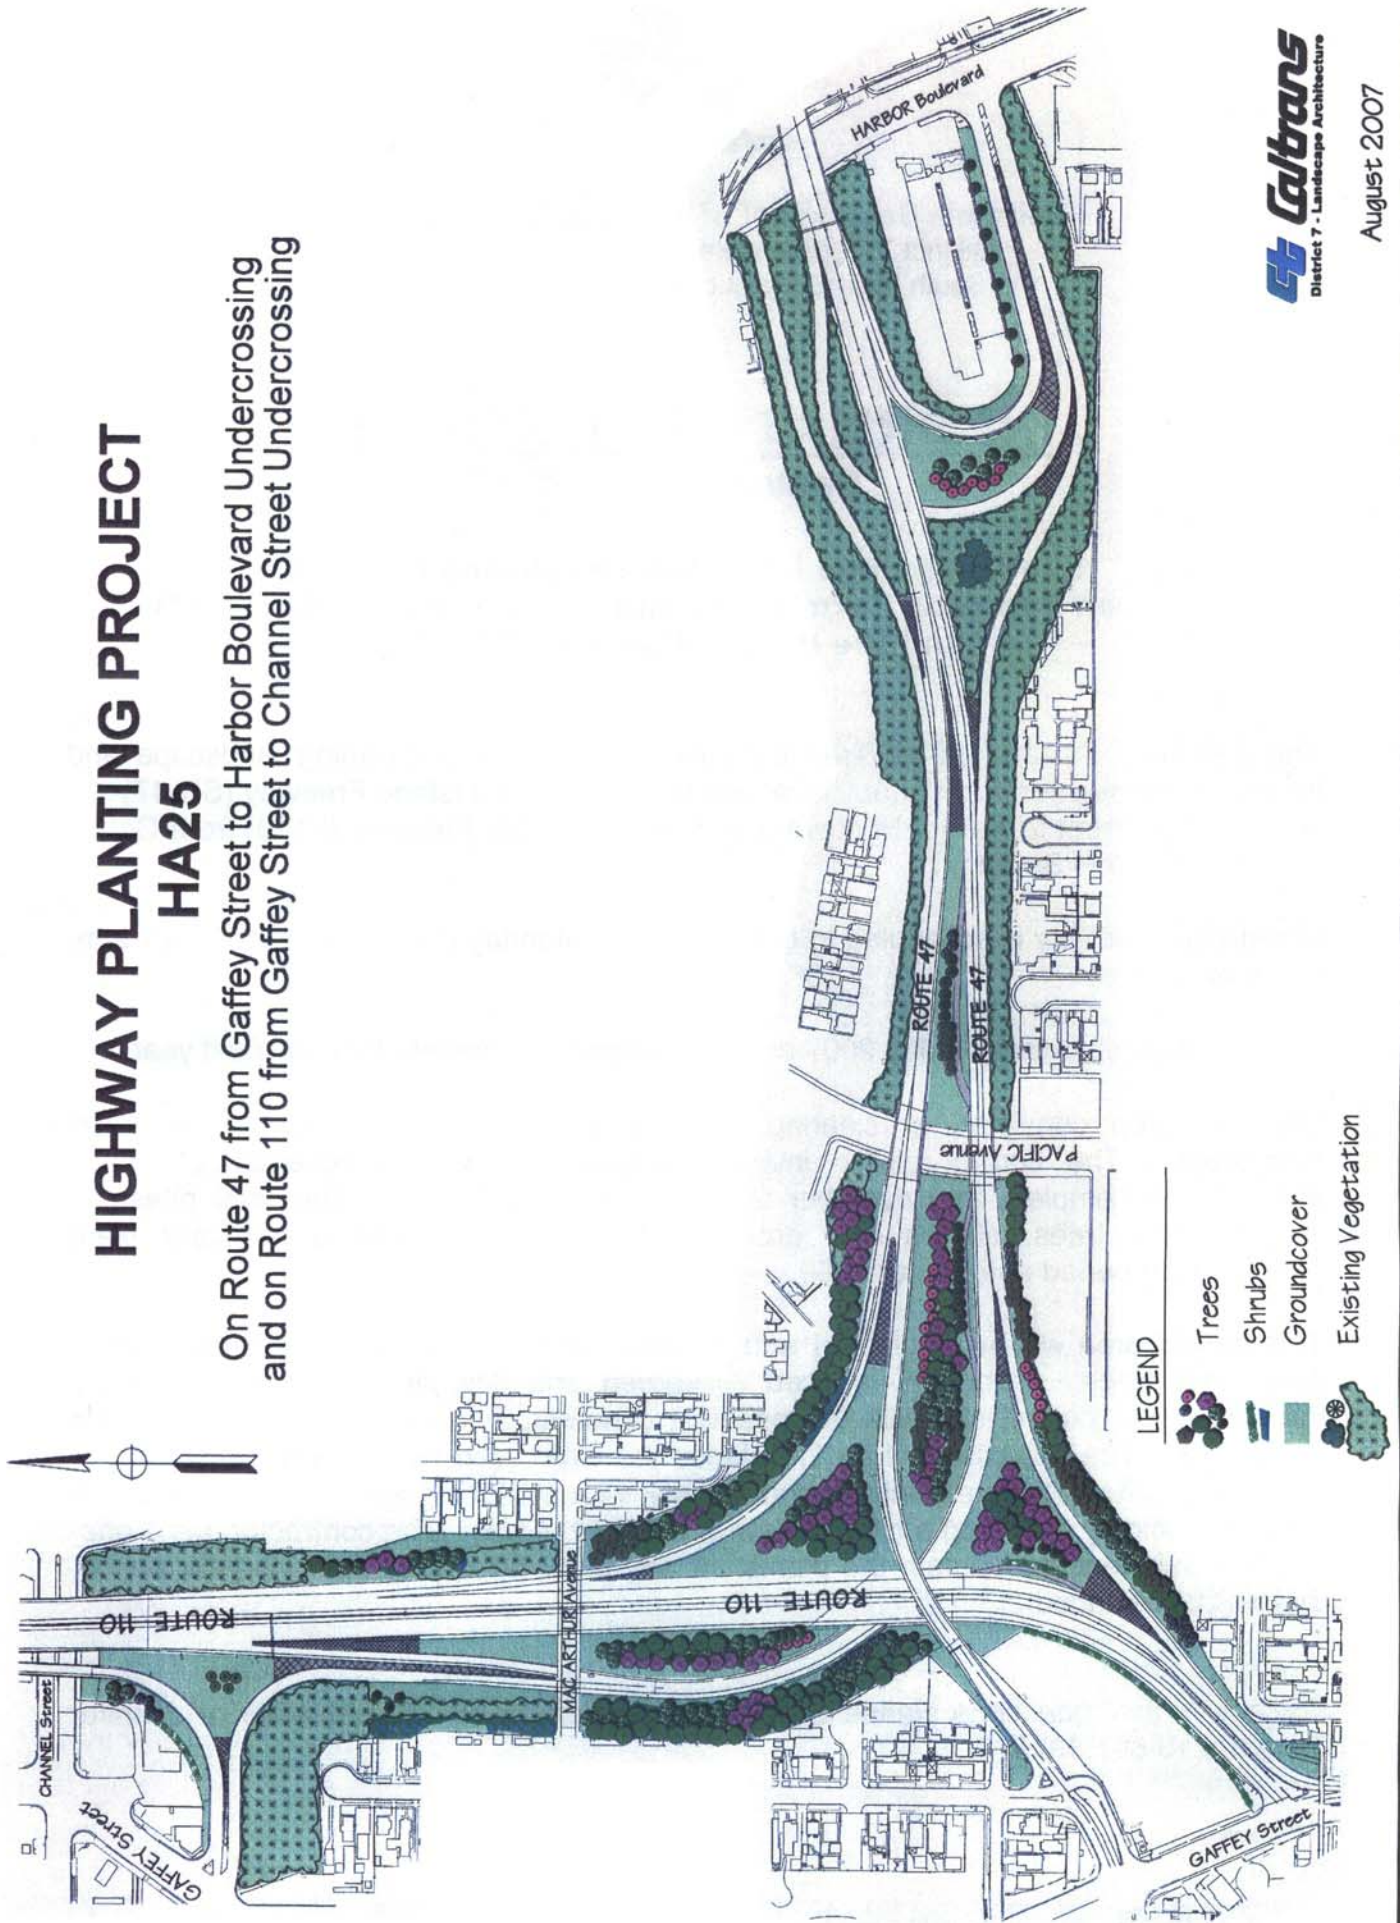 HIGHWAY PLANTING PROJECT
HA25
On Route 47 from Gaffey Street to Harbor Boulevard Undercrossing
and on Route 110 from Gaffey Street to Channel Street Undercrossing
CHANNEL Street
GAFFEY Street
ROUTE 110
MAC ARTHUR Avenue
ROUTE 110
GAFFEY Street
PACIFIC Avenue
ROUTE 47
ROUTE 47
HARBOR Boulevard
LEGEND
Trees
Shrubs
Groundcover
Existing Vegetation
Ct Caltrans
District 7 - Landscape Architecture
August 2007